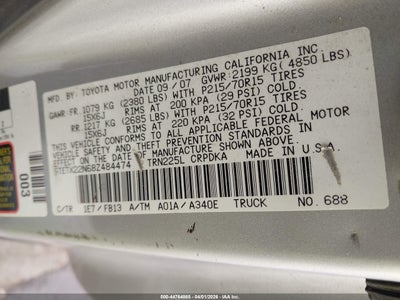 MFD. BY: TOYOTA MOTOR MANUFACTURING CALIFORNIA INC.
DATE 09 / 07 GVWR: 2199 KG( 4850 LBS)
GAWR: FR. 1079 KG (2380 LBS) WITH P215/70R15 TIRES
15X6J RIMS AT 200 KPA (29 PSI) COLD.
RR. 1217 KG (2685 LBS) WITH P215/70R15 TIRES
15X6J RIMS AT 220 KPA (32 PSI) COLD.
THIS VEHICLE CONFORMS TO ALL APPLICABLE FEDERAL MOTOR
VEHICLE SAFETY AND THEFT PREVENTION STANDARDS IN
EFFECT ON THE DATE OF MANUFACTURE SHOWN ABOVE.
5TETX22N68Z484474 TRN225L CRPDKA MADE IN U.S.A.
C/TR 1E7 / FB13 A/TM A01A / A340E TRUCK NO. 688
003
000-44764065 - 04/01/2026 -